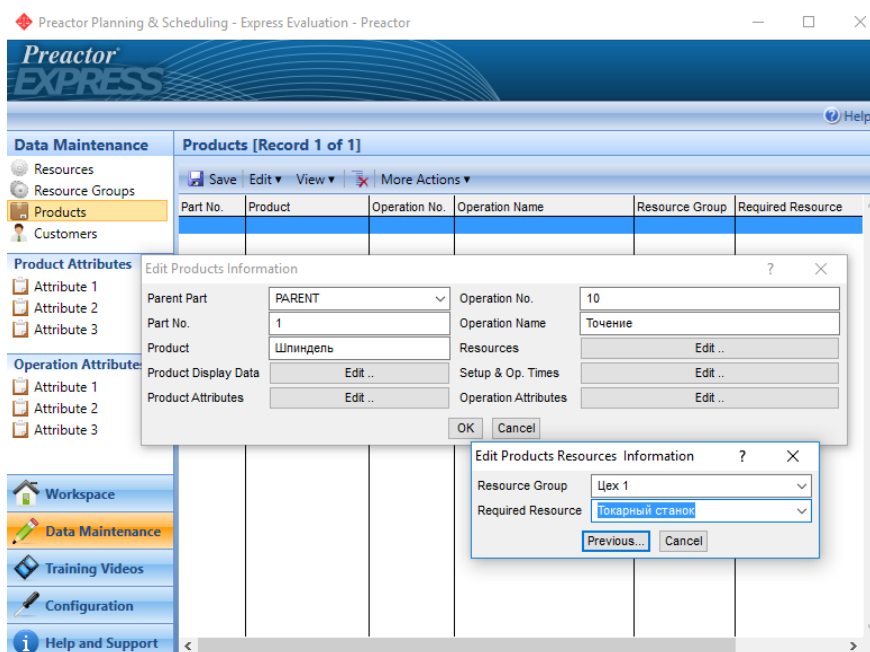 Preactor Planning & Scheduling - Express Evaluation - Preactor
Preactor
EXPRESS
Help
Data Maintenance
Resources
Resource Groups
Products
Customers
Product Attributes
Attribute 1
Attribute 2
Attribute 3
Operation Attributes
Attribute 1
Attribute 2
Attribute 3
Workspace
Data Maintenance
Training Videos
Configuration
Help and Support
Products [Record 1 of 1]
Save Edit View More Actions
Part No. Product Operation No. Operation Name Resource Group Required Resource
Edit Products Information ?
Parent Part PARENT Operation No. 10
Part No. 1 Operation Name Точение
Product Шпиндель Resources Edit ..
Product Display Data Edit .. Setup & Op. Times Edit ..
Product Attributes Edit .. Operation Attributes Edit ..
OK Cancel
Edit Products Resources Information ?
Resource Group Цех 1
Required Resource Токарный станок
Previous... Cancel